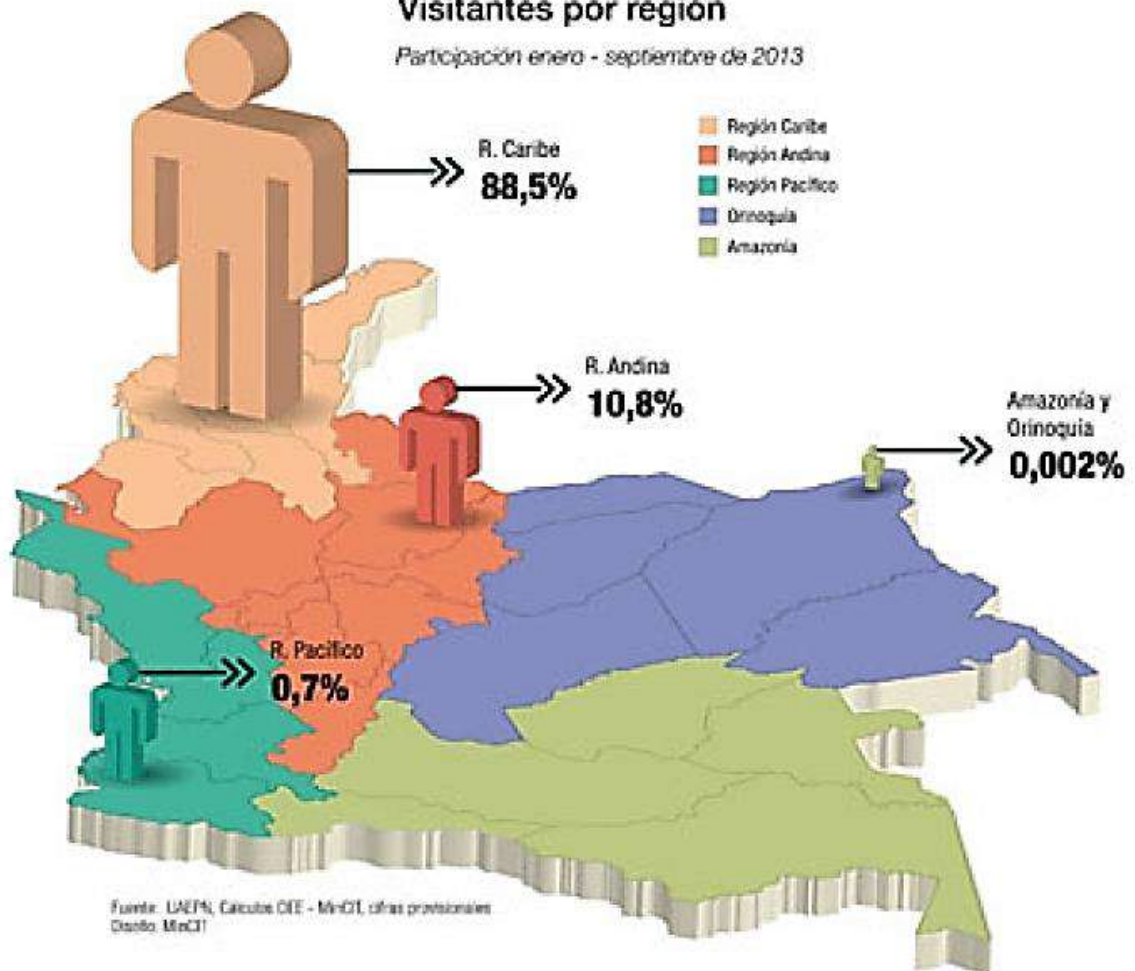 Visitantes por región
Participación enero - septiembre de 2013
Región Caribe
Región Andina
Región Pacífico
Orinoquía
Amazonía
R. Caribe
88,5%
R. Andina
10,8%
Amazonía y
Orinoquía
0,002%
R. Pacífico
0,7%
Fuente: UAEPN, Cálculos OEE - MinCIT, cifras provisionales
Diseño: MinCIT